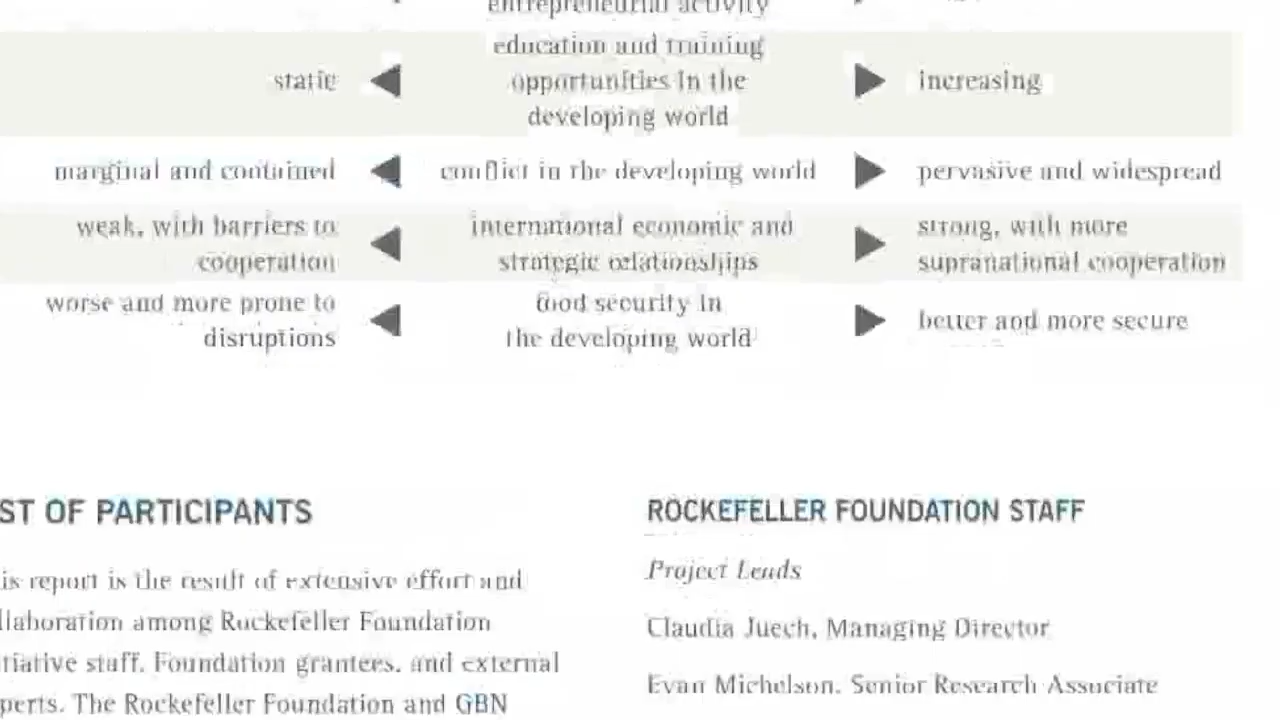 entrepreneurial activity
education and training
static opportunities in the increasing
developing world
marginal and contained conflict in the developing world pervasive and widespread
weak, with barriers to international economic and strong, with more
cooperation strategic relationships supranational cooperation
worse and more prone to food security in
better and more secure
disruptions the developing world
ST OF PARTICIPANTS
is report is the result of extensive effort and
llaboration among Rockefeller Foundation
tiative staff, Foundation grantees, and external
perts. The Rockefeller Foundation and GBN
ROCKEFELLER FOUNDATION STAFF
Project Leads
Claudia Juech, Managing Director
Evan Michelson, Senior Research Associate